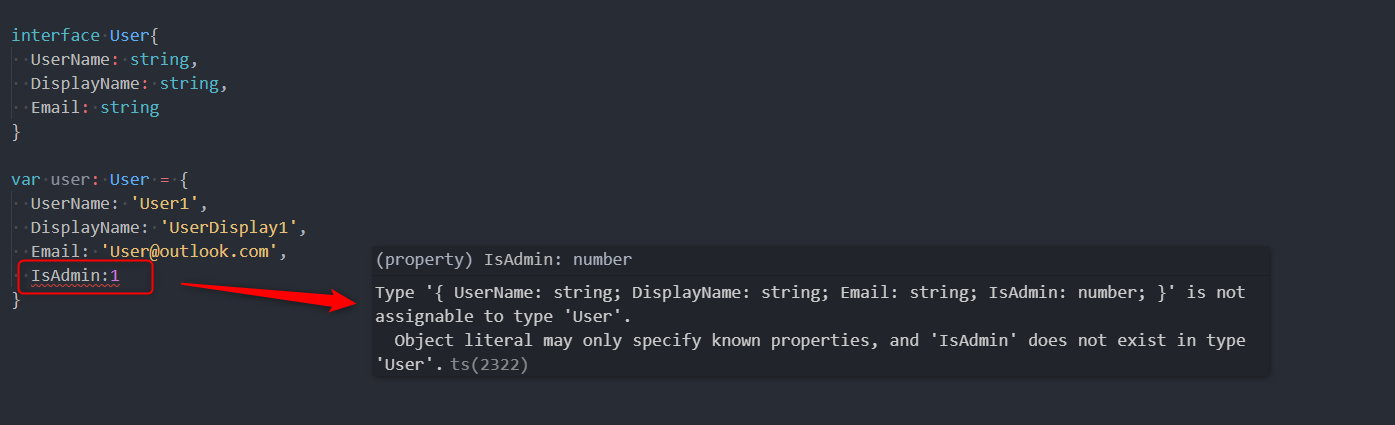 interface User{
UserName: string,
DisplayName: string,
Email: string
}
var user: User = {
UserName: 'User1',
DisplayName: 'UserDisplay1',
Email: 'User@outlook.com',
IsAdmin:1
}
(property) IsAdmin: number
Type '{ UserName: string; DisplayName: string; Email: string; IsAdmin: number; }' is not
assignable to type 'User'.
Object literal may only specify known properties, and 'IsAdmin' does not exist in type
'User'. ts(2322)